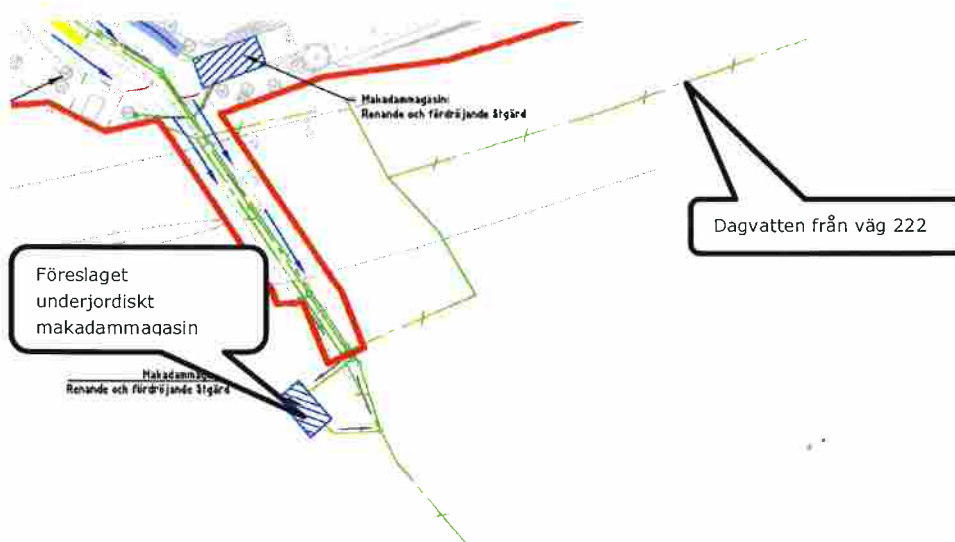 Makadammagasin:
Renande och fördröjande åtgärd
Dagvatten från väg 222
Föreslaget
underjordiskt
makadammagasin
Renande och fördröjande åtgärd